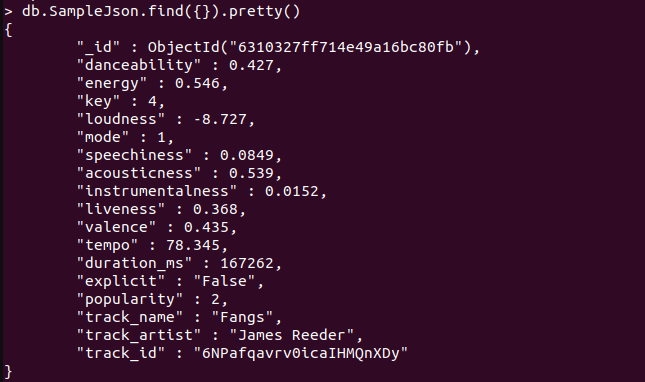 > db.SampleJson.find({}).pretty()
{
        "_id" : ObjectId("6310327ff714e49a16bc80fb"),
        "danceability" : 0.427,
        "energy" : 0.546,
        "key" : 4,
        "loudness" : -8.727,
        "mode" : 1,
        "speechiness" : 0.0849,
        "acousticness" : 0.539,
        "instrumentalness" : 0.0152,
        "liveness" : 0.368,
        "valence" : 0.435,
        "tempo" : 78.345,
        "duration_ms" : 167262,
        "explicit" : "False",
        "popularity" : 2,
        "track_name" : "Fangs",
        "track_artist" : "James Reeder",
        "track_id" : "6NPafqavrv0icaIHMQnXDy"
}